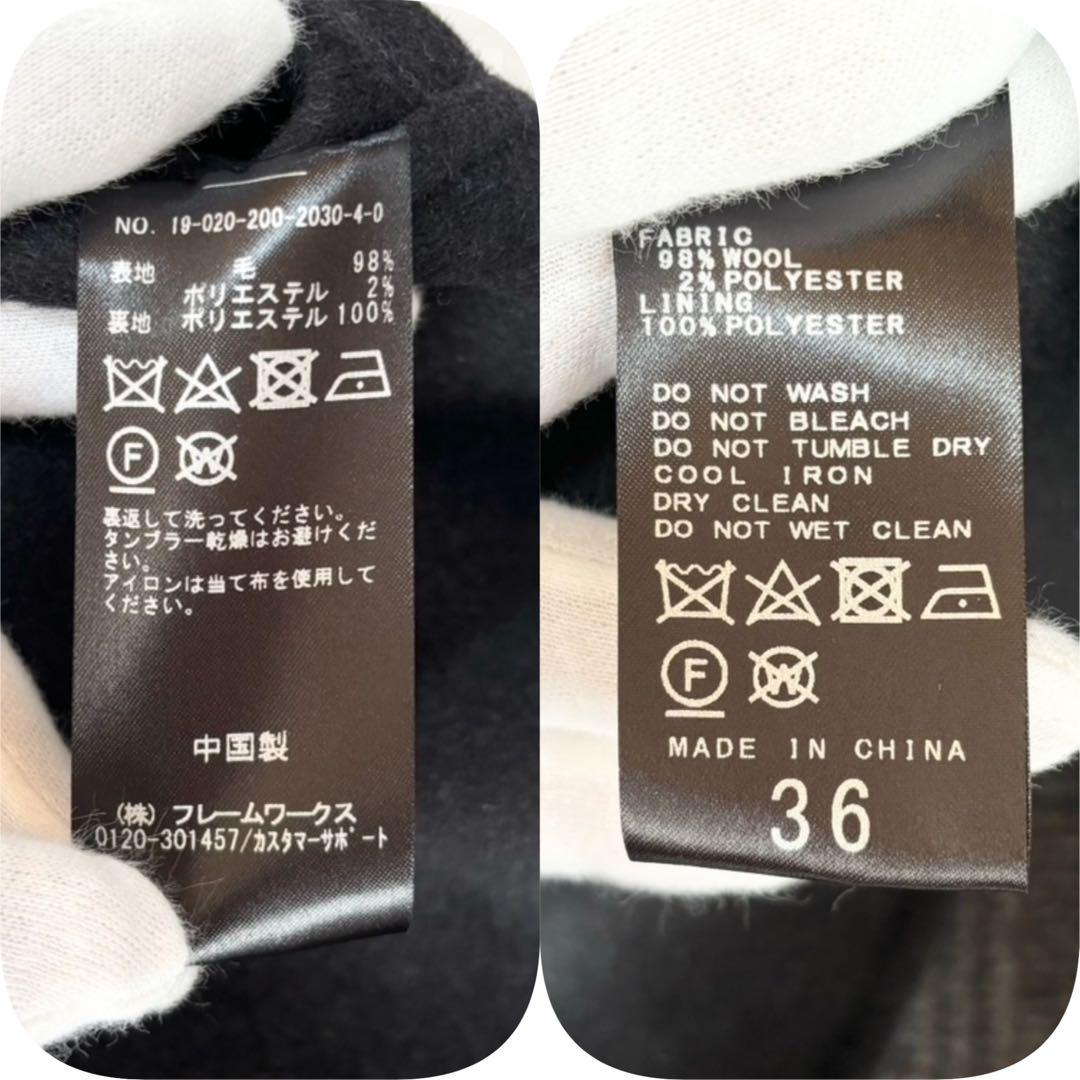 NO. 19-020-200-2030-4-0
表地 毛 98%
ポリエステル 2%
裏地 ポリエステル 100%
F W
裏返して洗ってください。
タンブラー乾燥はお避けくだ
さい。
アイロンは当て布を使用して
ください。
中国製
(株) フレームワークス
0120-301457/カスタマーサポート
FABRIC
98% WOOL
2% POLYESTER
LINING
100% POLYESTER
DO NOT WASH
DO NOT BLEACH
DO NOT TUMBLE DRY
COOL IRON
DRY CLEAN
DO NOT WET CLEAN
F W
MADE IN CHINA
36